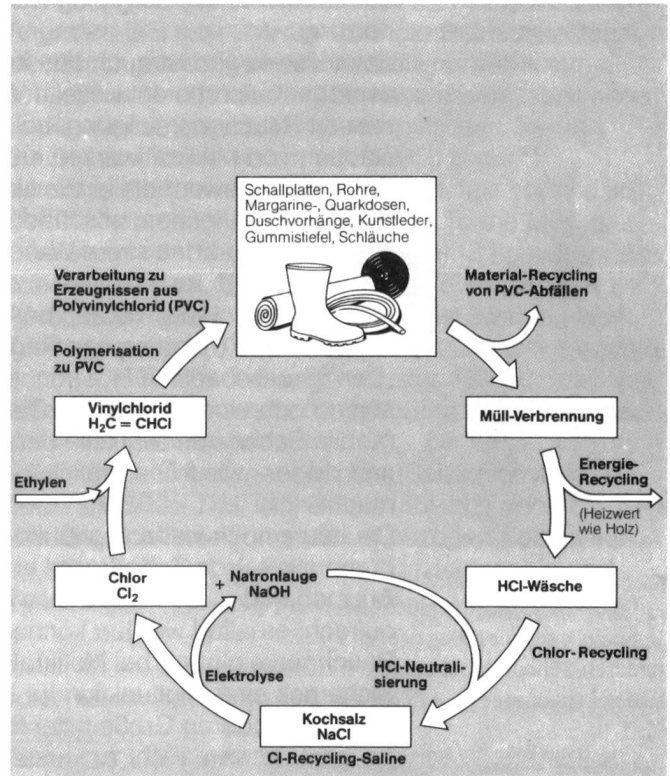 Schallplatten, Rohre,
Margarine-, Quarkdosen,
Duschvorhänge, Kunstleder,
Gummistiefel, Schläuche
Verarbeitung zu
Erzeugnissen aus
Polyvinylchlorid (PVC)
Material-Recycling
von PVC-Abfällen
Polymerisation
zu PVC
Vinylchlorid
H₂C = CHCl
Müll-Verbrennung
Ethylen
Energie-
Recycling
(Heizwert
wie Holz)
Chlor
Cl₂
+ Natronlauge
NaOH
HCl-Wäsche
Elektrolyse
HCl-Neutrali-
sierung
Chlor-Recycling
Kochsalz
NaCl
Cl-Recycling-Saline